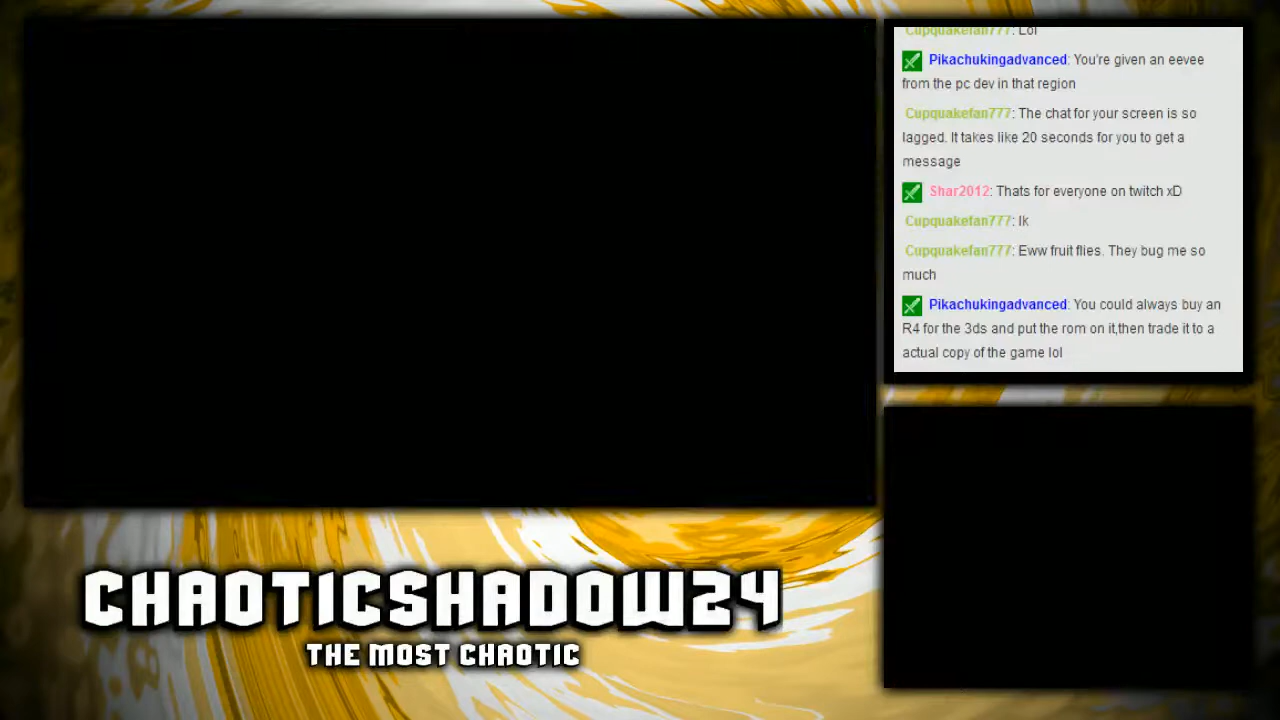 Cupquakefan777: Lol
Pikachukingadvanced: You're given an eevee
from the pc dev in that region
Cupquakefan777: The chat for your screen is so
lagged. It takes like 20 seconds for you to get a
message
Shar2012: Thats for everyone on twitch xD
Cupquakefan777: Ik
Cupquakefan777: Eww fruit flies. They bug me so
much
Pikachukingadvanced: You could always buy an
R4 for the 3ds and put the rom on it,then trade it to a
actual copy of the game lol
CHAOTICSHADOW24
THE MOST CHAOTIC